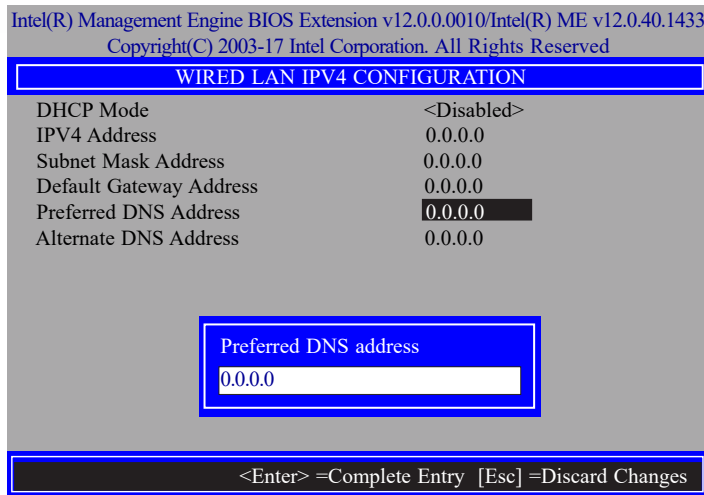 Intel(R) Management Engine BIOS Extension v12.0.0.0010/Intel(R) ME v12.0.40.1433
Copyright(C) 2003-17 Intel Corporation. All Rights Reserved
WIRED LAN IPV4 CONFIGURATION
DHCP Mode <Disabled>
IPV4 Address 0.0.0.0
Subnet Mask Address 0.0.0.0
Default Gateway Address 0.0.0.0
Preferred DNS Address 0.0.0.0
Alternate DNS Address 0.0.0.0
Preferred DNS address
0.0.0.0
<Enter> =Complete Entry [Esc] =Discard Changes